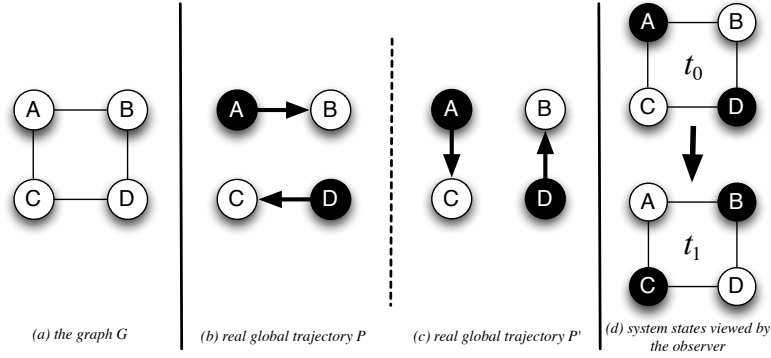 A B
C D
(a) the graph G
A B
C D
(b) real global trajectory P
A B
C D
(c) real global trajectory P'
A B
t0
C D
A B
t1
C D
(d) system states viewed by
the observer